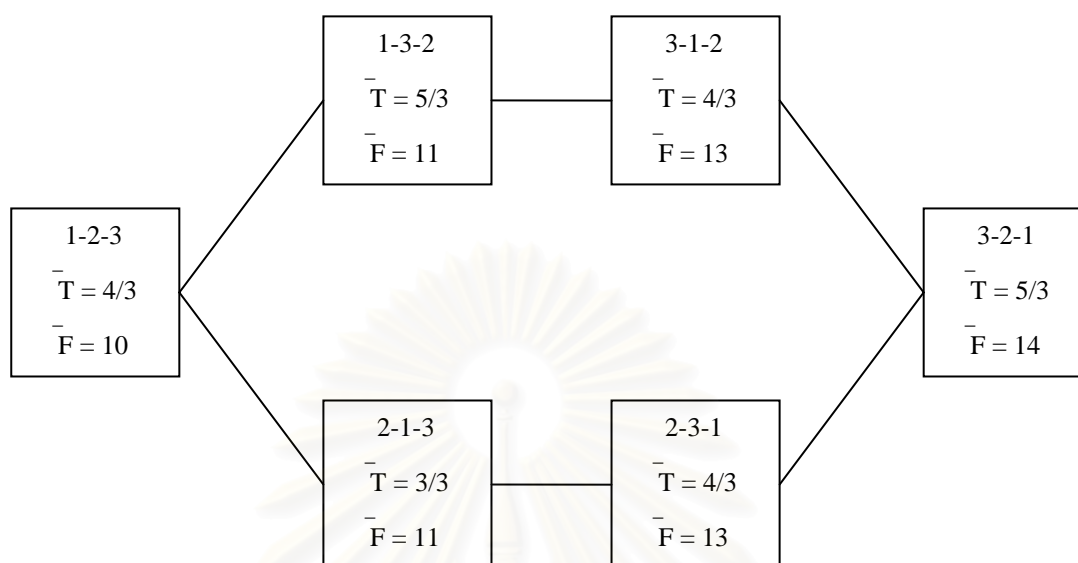 1-3-2
T̄ = 5/3
F̄ = 11
3-1-2
T̄ = 4/3
F̄ = 13
1-2-3
T̄ = 4/3
F̄ = 10
3-2-1
T̄ = 5/3
F̄ = 14
2-1-3
T̄ = 3/3
F̄ = 11
2-3-1
T̄ = 4/3
F̄ = 13